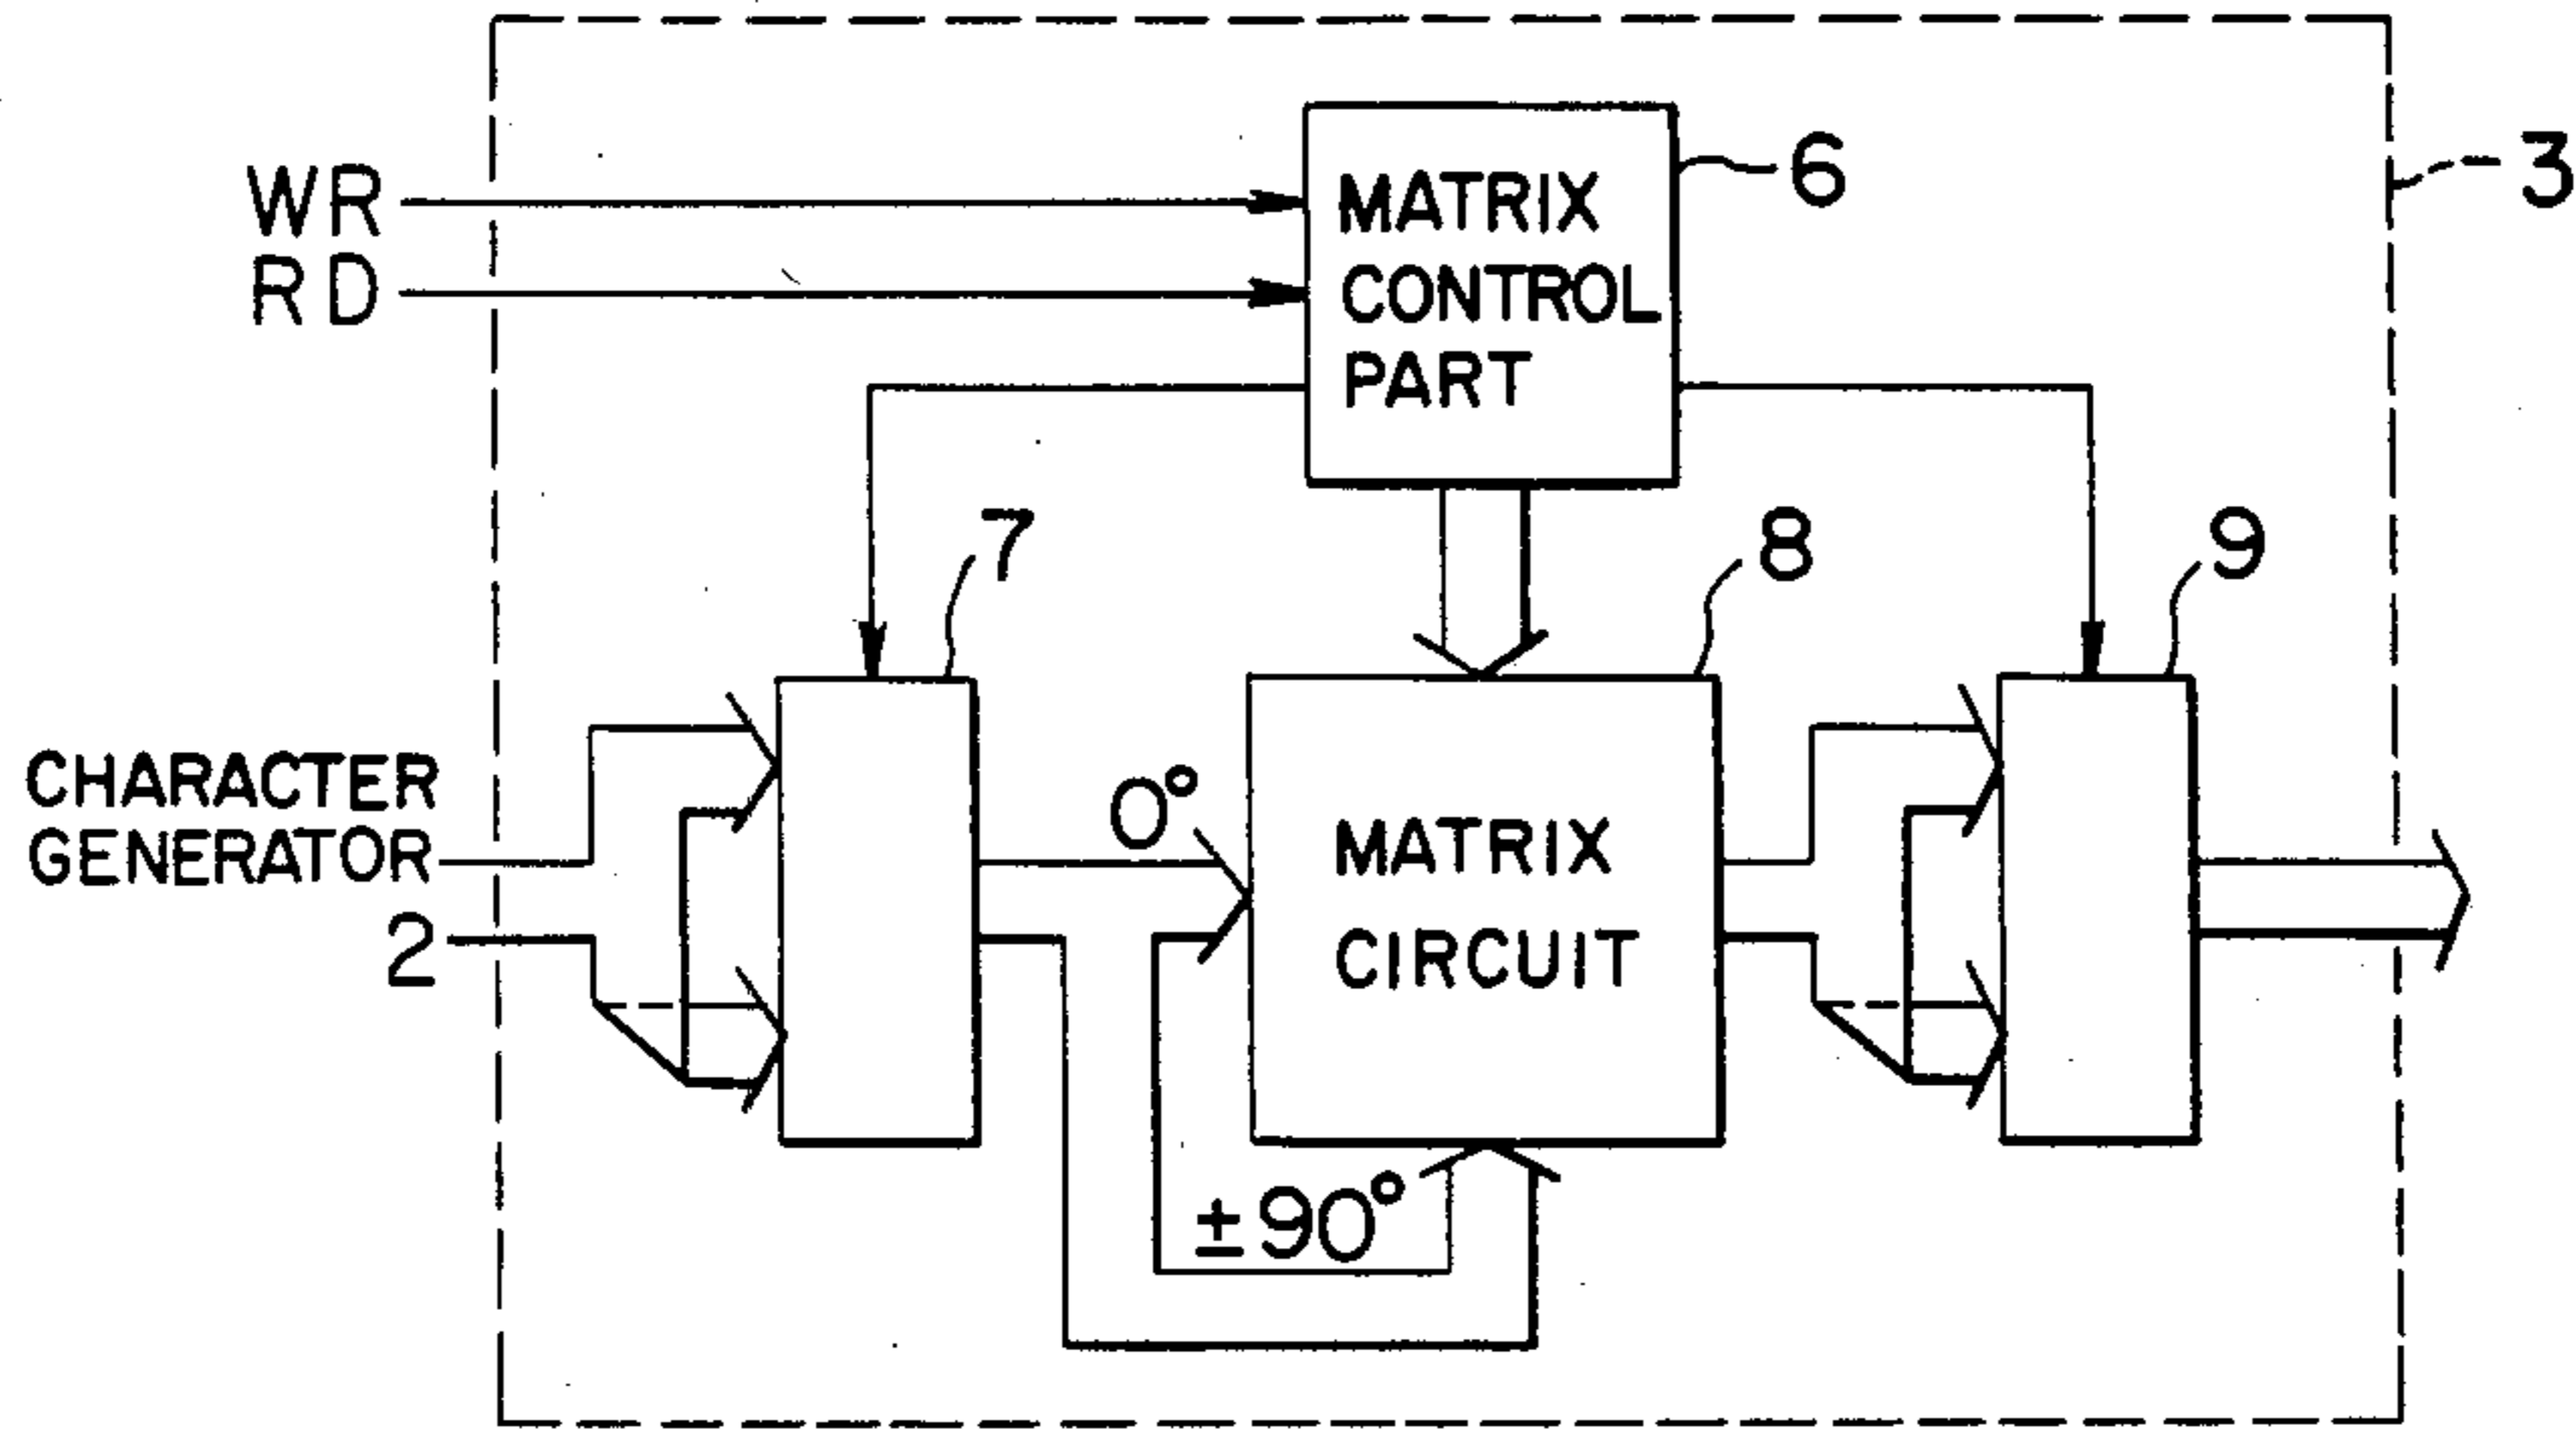 WR
RD
MATRIX
CONTROL
PART
6
3
7
8
9
CHARACTER
GENERATOR
2
0°
MATRIX
CIRCUIT
±90°